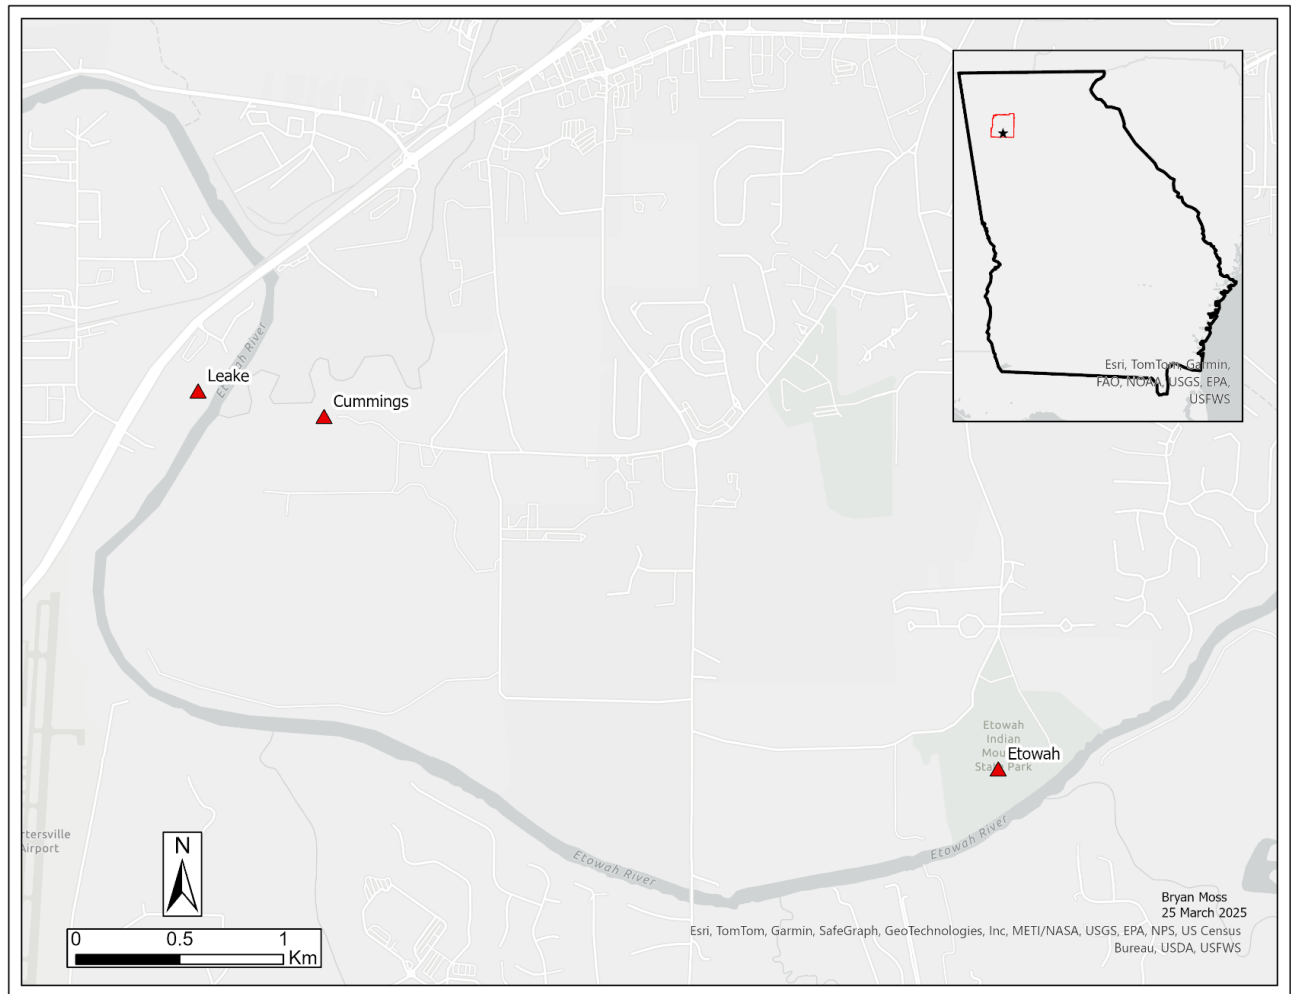 Esri, TomTom, Garmin,
FAO, NOAA, USGS, EPA,
USFWS
Etowah River
Leake
Cummings
Etowah
Indian
State Park
Etowah
rtersville
Airport
N
Etowah River
Etowah River
0 0.5 1
Km
Bryan Moss
25 March 2025
Esri, TomTom, Garmin, SafeGraph, GeoTechnologies, Inc, METI/NASA, USGS, EPA, NPS, US Census
Bureau, USDA, USFWS